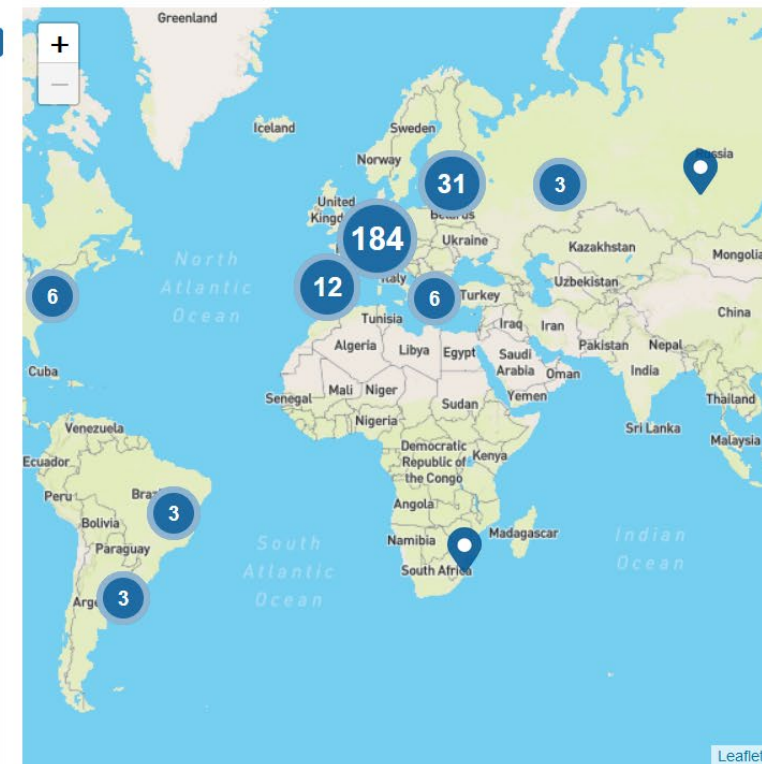 Greenland
+
−
Iceland
Sweden
Norway
Russia
31
3
United
Kingd
Belarus
184
Ukraine
Kazakhstan
Mongolia
North
Atlantic
Ocean
6
12
Italy
6
Turkey
Uzbekistan
China
Tunisia
Iraq
Iran
Algeria
Libya
Egypt
Saudi
Arabia
Pakistan
Nepal
Cuba
Oman
India
Mali
Niger
Yemen
Thailand
Senegal
Sudan
Nigeria
Sri Lanka
Venezuela
Malaysia
Democratic
Republic of
the Congo
Kenya
Ecuador
Peru
Braz
3
Angola
Bolivia
Namibia
Madagascar
Paraguay
South
Atlantic
Ocean
Indian
Ocean
South Africa
Arge
3
Leaflet